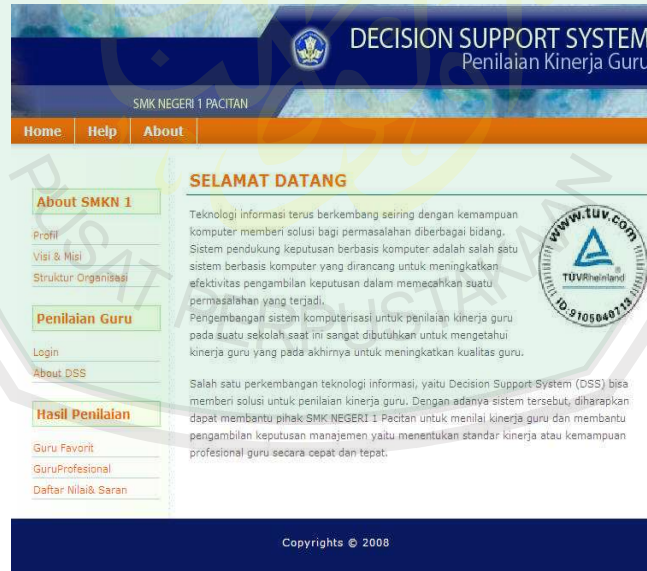 DECISION SUPPORT SYSTEM
Penilaian Kinerja Guru
SMK NEGERI 1 PACITAN
Home Help About
About SMKN 1
Profil
Visi & Misi
Struktur Organisasi
Penilaian Guru
Login
About DSS
Hasil Penilaian
Guru Favorit
GuruProfesional
Daftar Nilai& Saran
SELAMAT DATANG
Teknologi informasi terus berkembang seiring dengan kemampuan
komputer memberi solusi bagi permasalahan diberbagai bidang.
Sistem pendukung keputusan berbasis komputer adalah salah satu
sistem berbasis komputer yang dirancang untuk meningkatkan
efektivitas pengambilan keputusan dalam memecahkan suatu
permasalahan yang terjadi.
Pengembangan sistem komputerisasi untuk penilaian kinerja guru
pada suatu sekolah saat ini sangat dibutuhkan untuk mengetahui
kinerja guru yang pada akhirnya untuk meningkatkan kualitas guru.
www.tuv.com
TÜVRheinland
®
ID:9105040713
Salah satu perkembangan teknologi informasi, yaitu Decision Support System (DSS) bisa
memberi solusi untuk penilaian kinerja guru. Dengan adanya sistem tersebut, diharapkan
dapat membantu pihak SMK NEGERI 1 Pacitan untuk menilai kinerja guru dan membantu
pengambilan keputusan manajemen yaitu menentukan standar kinerja atau kemampuan
profesional guru secara cepat dan tepat.
PUSAT PERPUSTAKAAN
Copyrights © 2008